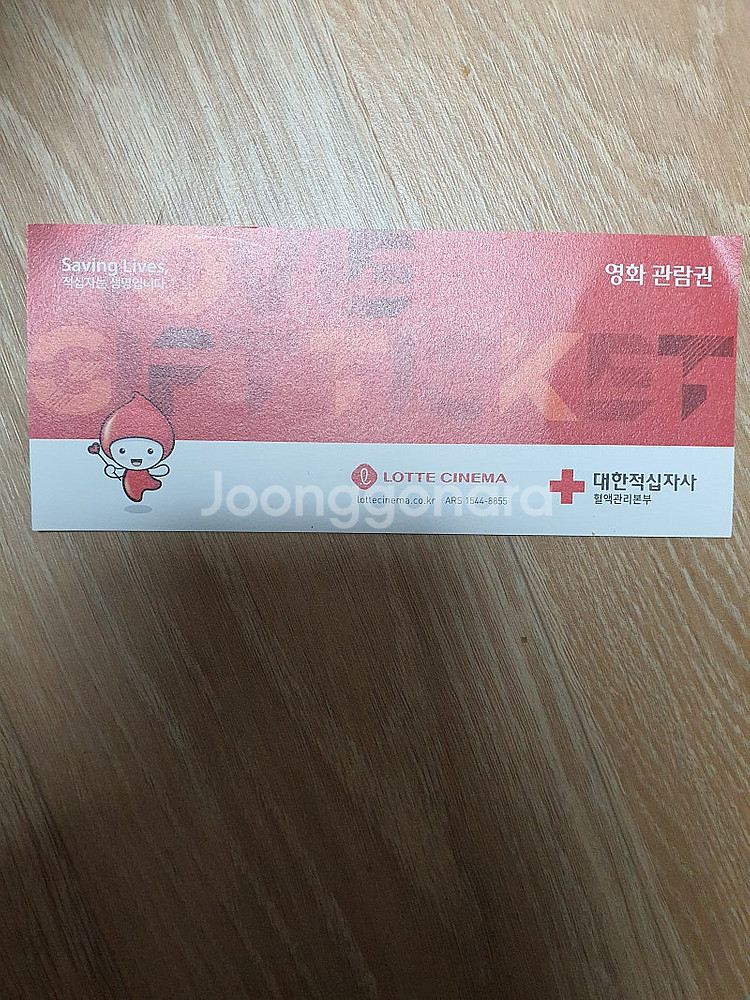 Saving Lives,
적십자는 생명입니다
영화 관람권
MOVIE
GIFT TICKET
LOTTE CINEMA
lottecinema.co.kr ARS 1544-8855
대한적십자사
혈액관리본부
Joonggonara